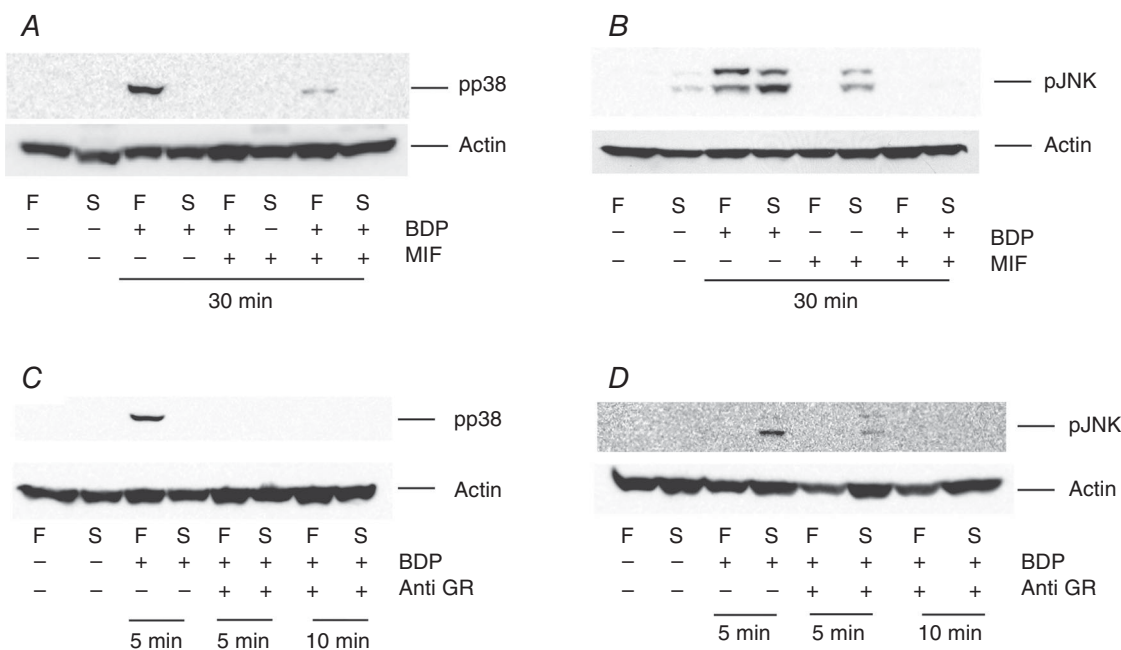 A
pp38
Actin
F S F S F S F S
– – + + + – + + BDP
– – – – + + + + MIF
30 min
B
pJNK
Actin
F S F S F S F S
– – + + – – + + BDP
– – – – + + + + MIF
30 min
C
pp38
Actin
F S F S F S F S
– – + + + + + + BDP
– – – – + + + + Anti GR
5 min 5 min 10 min
D
pJNK
Actin
F S F S F S F S
– – + + + + + + BDP
– – – – + + + + Anti GR
5 min 5 min 10 min